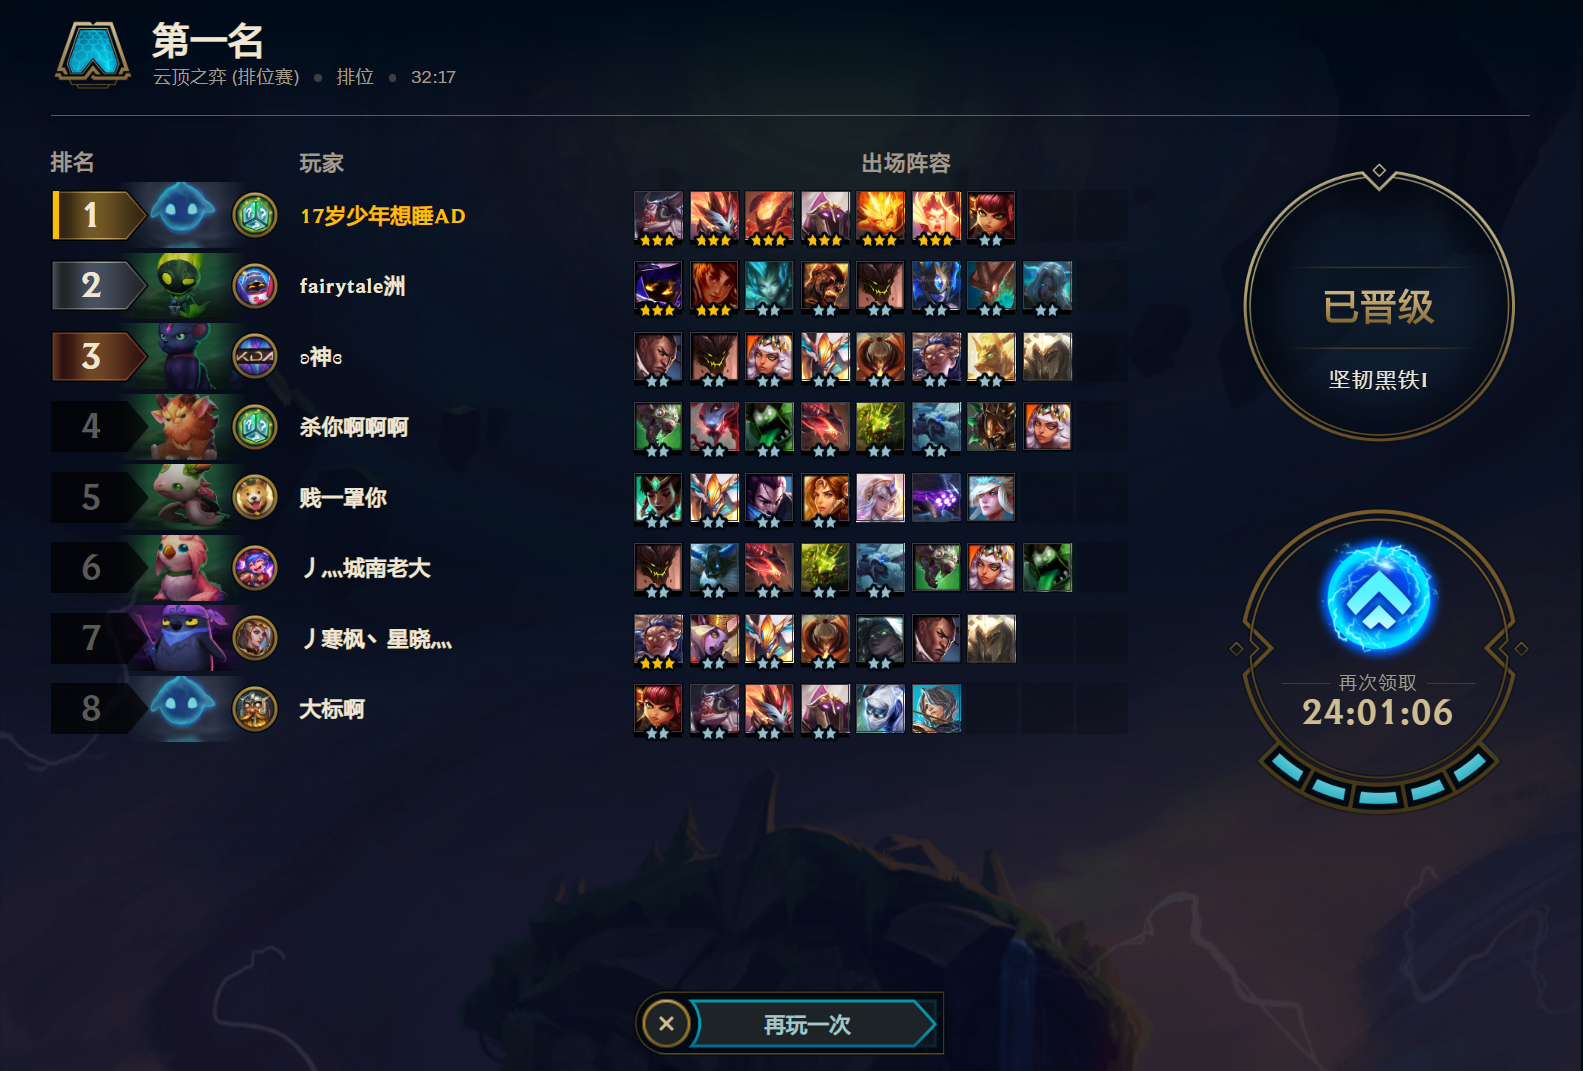 第一名
云顶之弈 (排位赛) • 排位 • 32:17
排名 玩家 出场阵容
1 17岁少年想睡AD
2 fairytale洲
3 ʚ神ɞ
4 杀你啊啊啊
5 贱一罩你
6 丿灬城南老大
7 丿寒枫丶星晓灬
8 大标啊
已晋级
坚韧黑铁I
再次领取
24:01:06
再玩一次